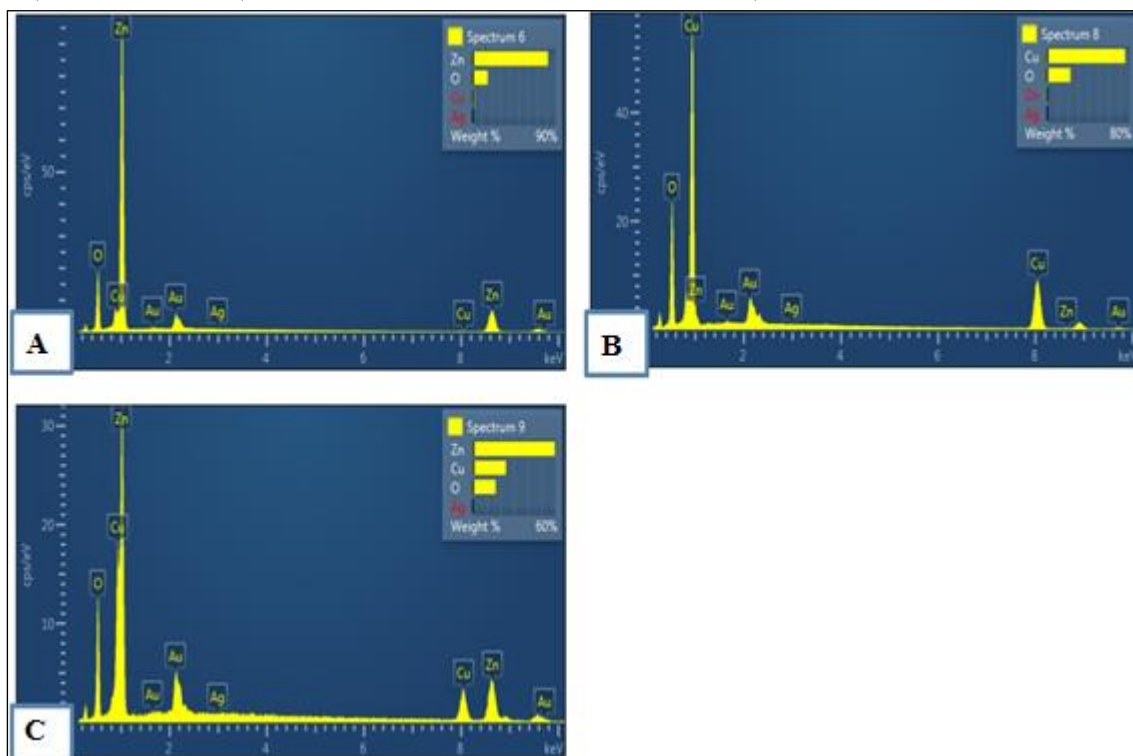 Zn
Spectrum 6
Zn
O
Cu
Ag
Weight % 90%
50
cps/eV
O
Cu
Au
Au
Ag
Cu
Zn
Au
A
2
4
6
8
keV
Cu
Spectrum 8
Cu
O
Zn
Ag
Weight % 80%
40
cps/eV
O
20
Zn
Au
Au
Ag
Cu
Zn
Au
B
2
4
6
8
keV
30
Zn
Spectrum 9
Zn
Cu
O
Ag
Weight % 60%
20
Cu
cps/eV
O
10
Au
Au
Ag
Cu
Zn
Au
C
2
4
6
8
keV